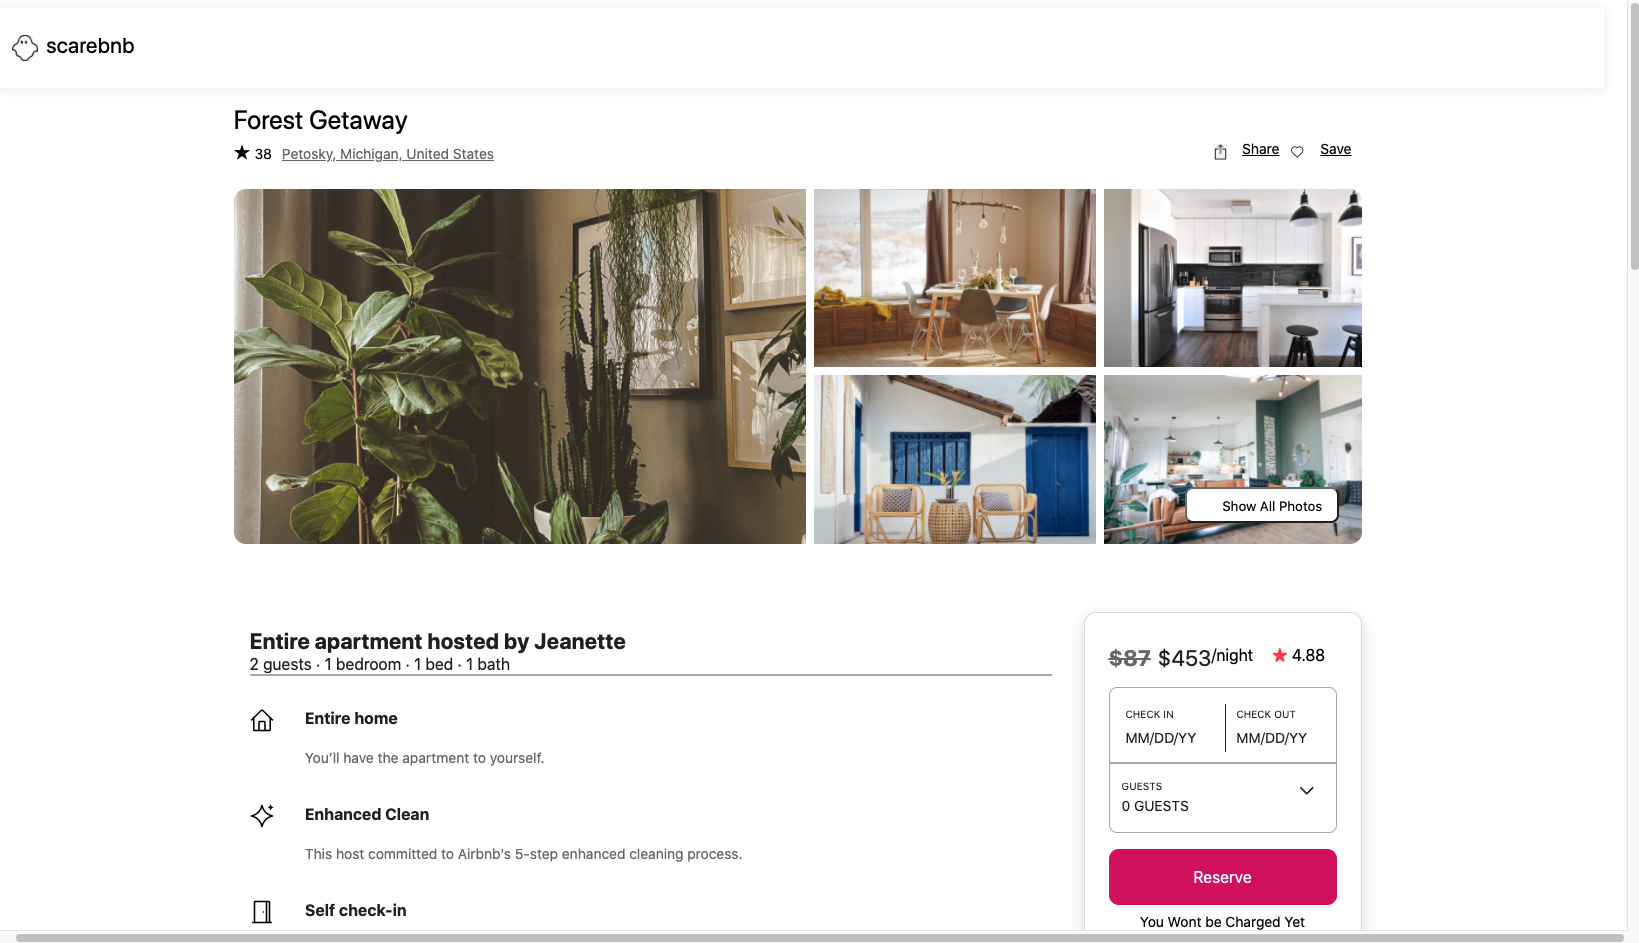 scarebnb
Forest Getaway
38 Petosky, Michigan, United States
Share Save
Show All Photos
Entire apartment hosted by Jeanette
2 guests · 1 bedroom · 1 bed · 1 bath
Entire home
You’ll have the apartment to yourself.
Enhanced Clean
This host committed to Airbnb's 5-step enhanced cleaning process.
Self check-in
$87 $453/night 4.88
CHECK IN CHECK OUT
MM/DD/YY MM/DD/YY
GUESTS
0 GUESTS
Reserve
You Wont be Charged Yet